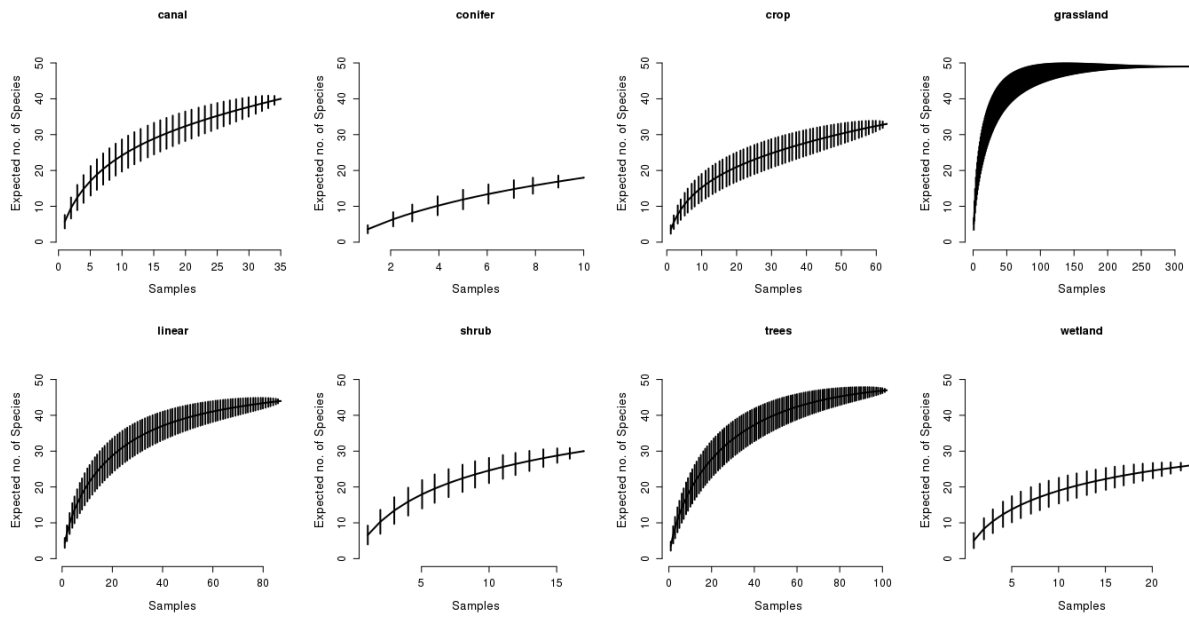 canal
Expected no. of Species
0 10 20 30 40 50
0 5 10 15 20 25 30 35
Samples
conifer
Expected no. of Species
0 10 20 30 40 50
2 4 6 8 10
Samples
crop
Expected no. of Species
0 10 20 30 40 50
0 10 20 30 40 50 60
Samples
grassland
Expected no. of Species
0 10 20 30 40 50
0 50 100 150 200 250 300
Samples
linear
Expected no. of Species
0 10 20 30 40 50
0 20 40 60 80
Samples
shrub
Expected no. of Species
0 10 20 30 40 50
5 10 15
Samples
trees
Expected no. of Species
0 10 20 30 40 50
0 20 40 60 80 100
Samples
wetland
Expected no. of Species
0 10 20 30 40 50
5 10 15 20
Samples